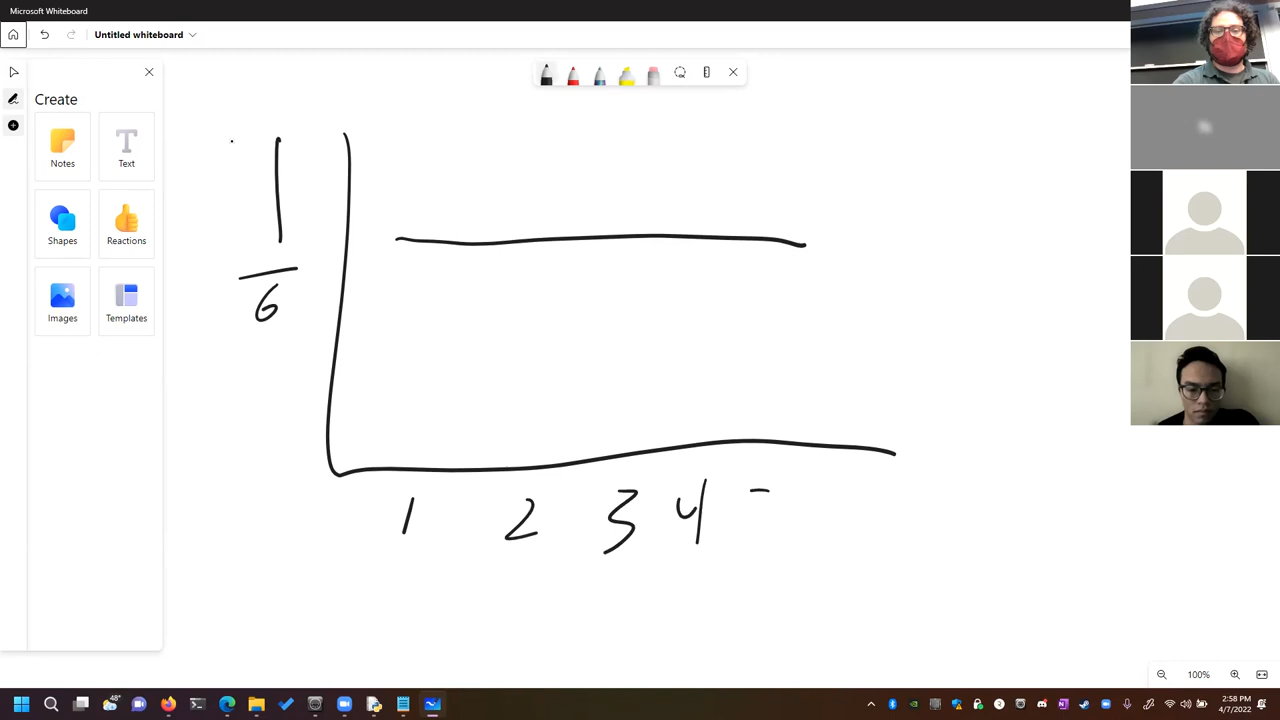 Microsoft Whiteboard
Untitled whiteboard
Create
Notes
Text
Shapes
Reactions
Images
Templates
1
6
1 2 3 4
100%
48°
2:58 PM
4/7/2022